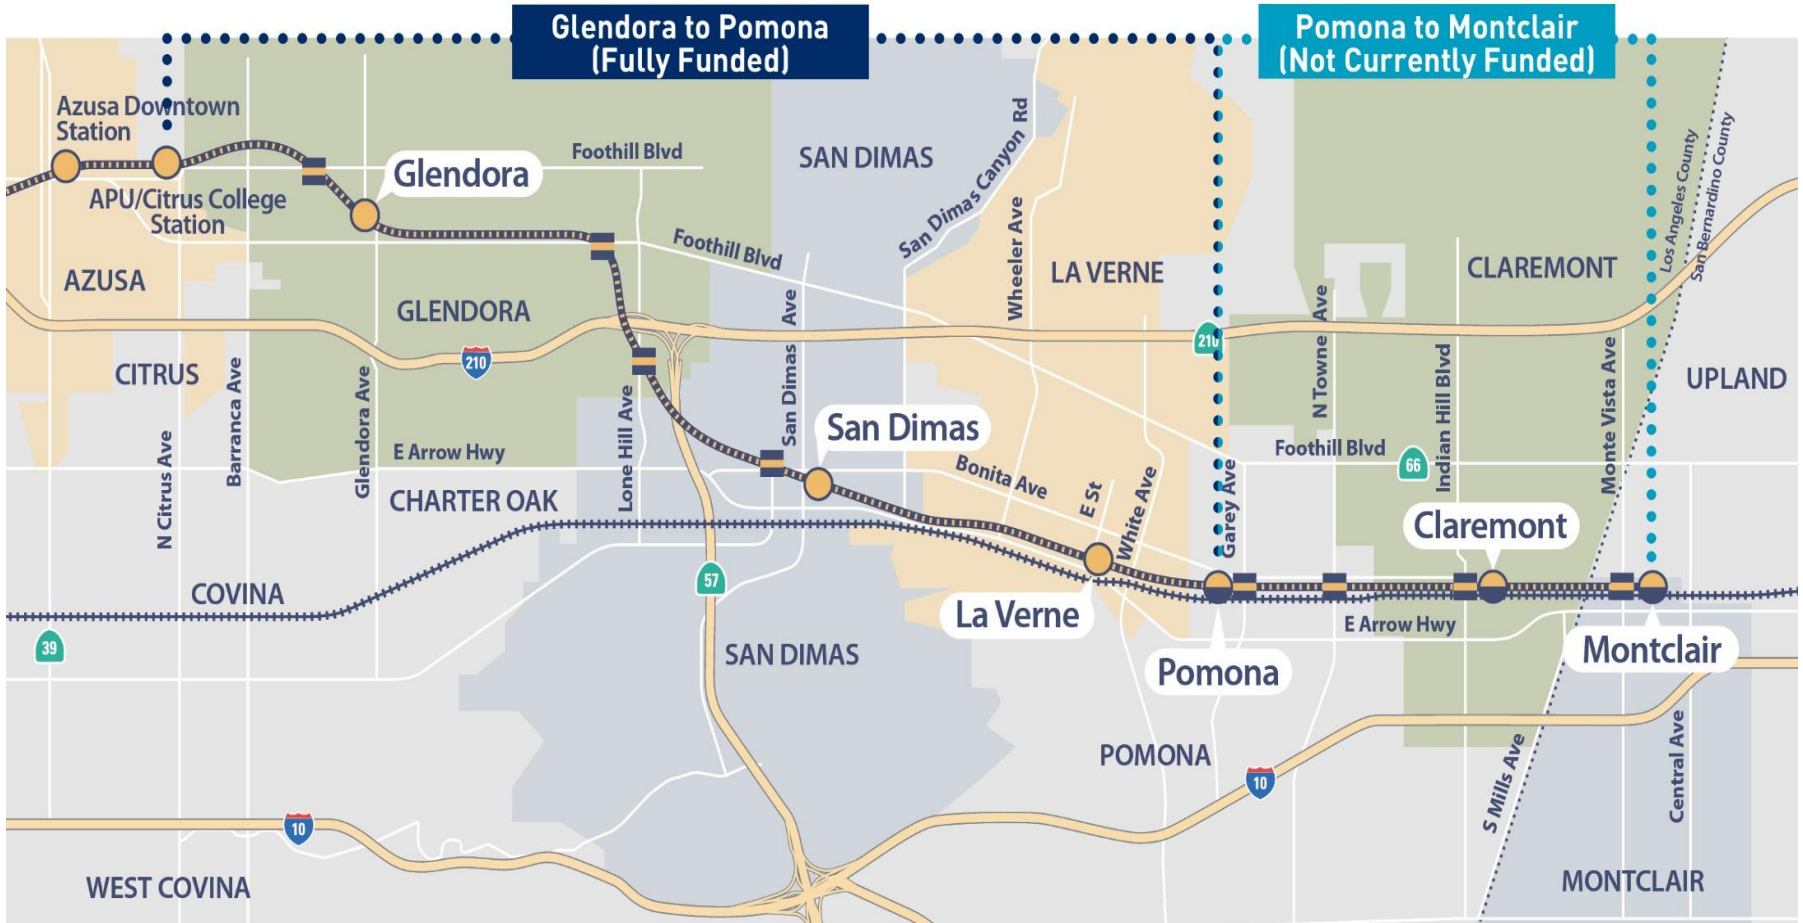 Glendora to Pomona
(Fully Funded)
Pomona to Montclair
(Not Currently Funded)
Azusa Downtown
Station
APU/Citrus College
Station
Glendora
Foothill Blvd
SAN DIMAS
San Dimas Canyon Rd
Wheeler Ave
LA VERNE
Los Angeles County
San Bernardino County
CLAREMONT
AZUSA
GLENDORA
Foothill Blvd
San Dimas Ave
210
210
N Towne Ave
Indian Hill Blvd
Monte Vista Ave
UPLAND
CITRUS
Barranca Ave
Glendora Ave
Lone Hill Ave
N Citrus Ave
E Arrow Hwy
San Dimas
Bonita Ave
E St
White Ave
Garey Ave
Foothill Blvd
66
CHARTER OAK
Claremont
COVINA
57
La Verne
E Arrow Hwy
39
SAN DIMAS
Pomona
Montclair
POMONA
10
S Mills Ave
Central Ave
10
WEST COVINA
MONTCLAIR